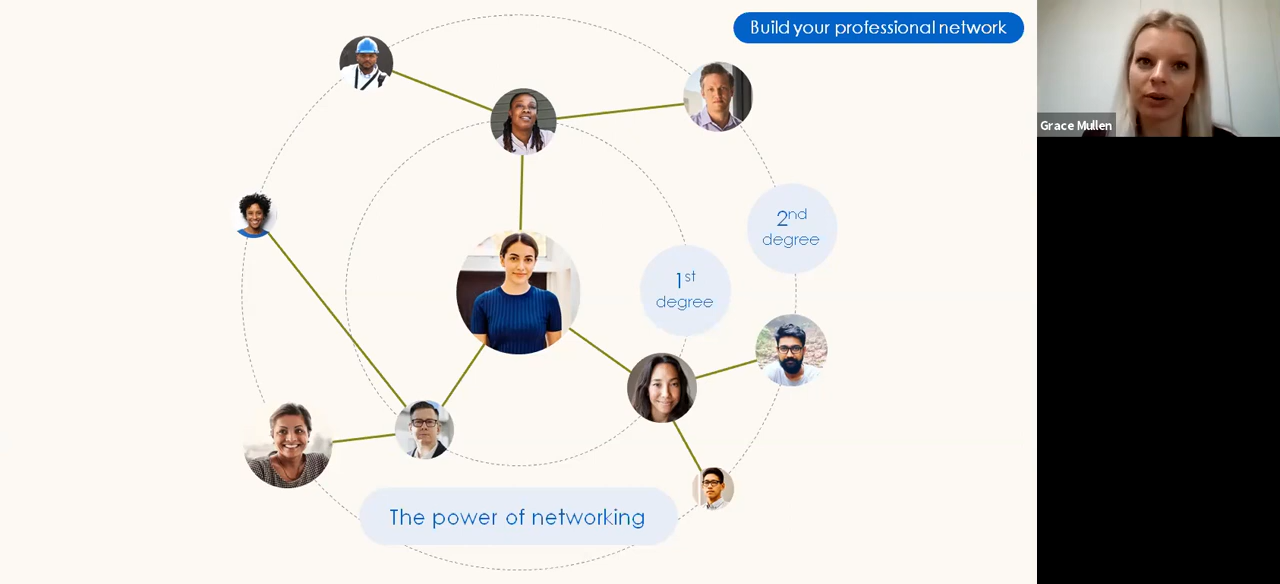 Build your professional network
Grace Mullen
2nd
degree
1st
degree
The power of networking